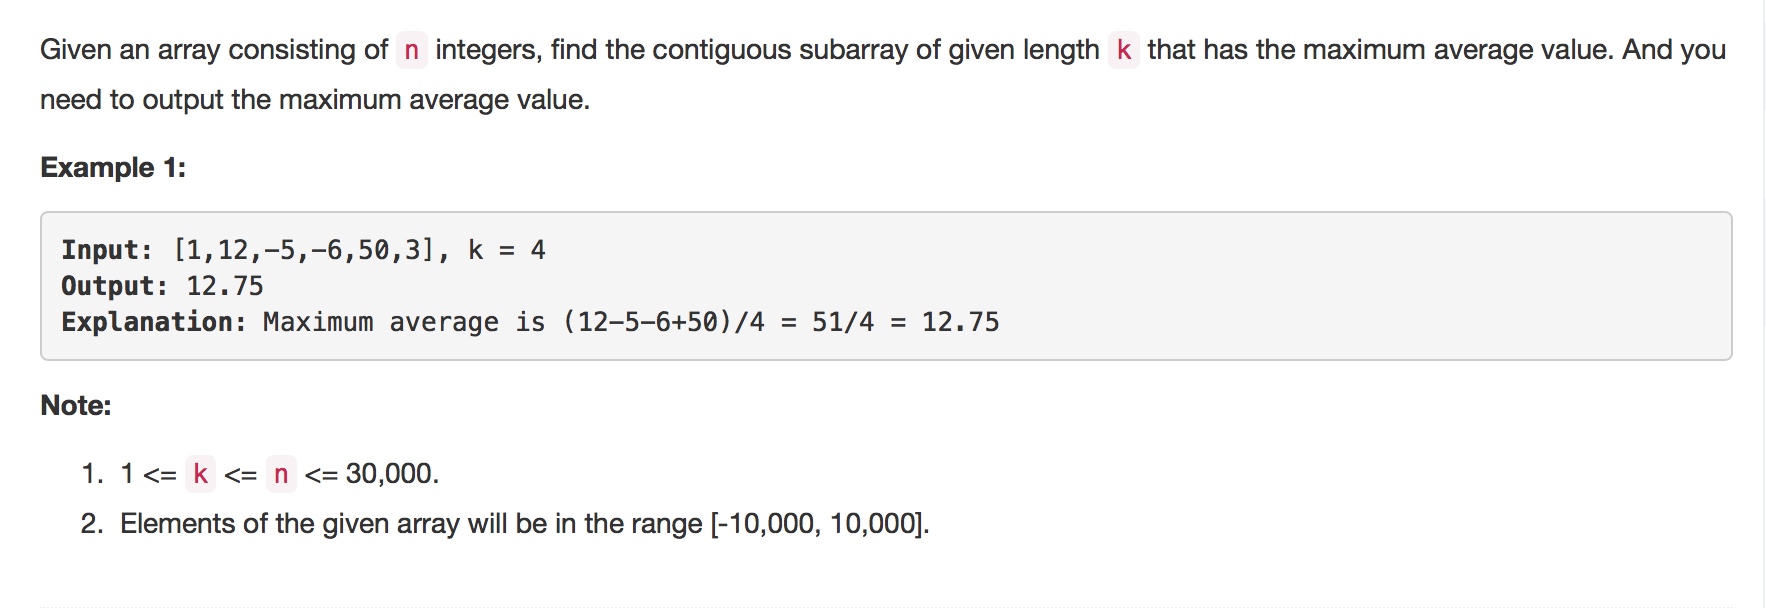 Given an array consisting of n integers, find the contiguous subarray of given length k that has the maximum average value. And you
need to output the maximum average value.
Example 1:
Input: [1,12,-5,-6,50,3], k = 4
Output: 12.75
Explanation: Maximum average is (12-5-6+50)/4 = 51/4 = 12.75
Note:
1. 1 <= k <= n <= 30,000.
2. Elements of the given array will be in the range [-10,000, 10,000].